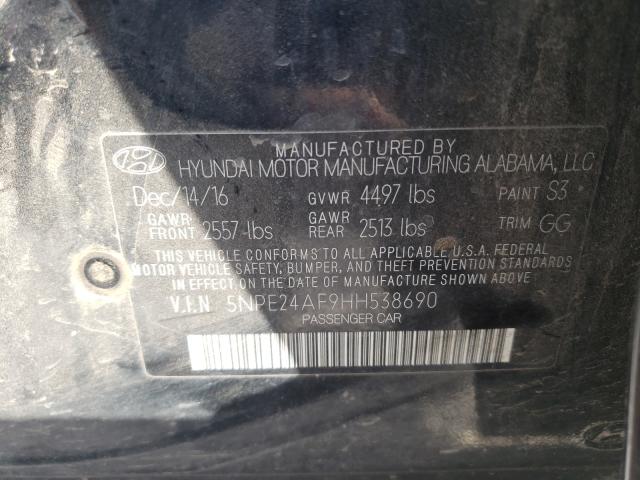 MANUFACTURED BY
HYUNDAI MOTOR MANUFACTURING ALABAMA, LLC
Dec/14/16 GVWR 4497 lbs PAINT S3
GAWR FRONT 2557 lbs GAWR REAR 2513 lbs TRIM GG
THIS VEHICLE CONFORMS TO ALL APPLICABLE U.S.A. FEDERAL
MOTOR VEHICLE SAFETY, BUMPER, AND THEFT PREVENTION STANDARDS
IN EFFECT ON THE DATE OF MANUFACTURE SHOWN ABOVE.
V.I.N 5NPE24AF9HH538690
PASSENGER CAR